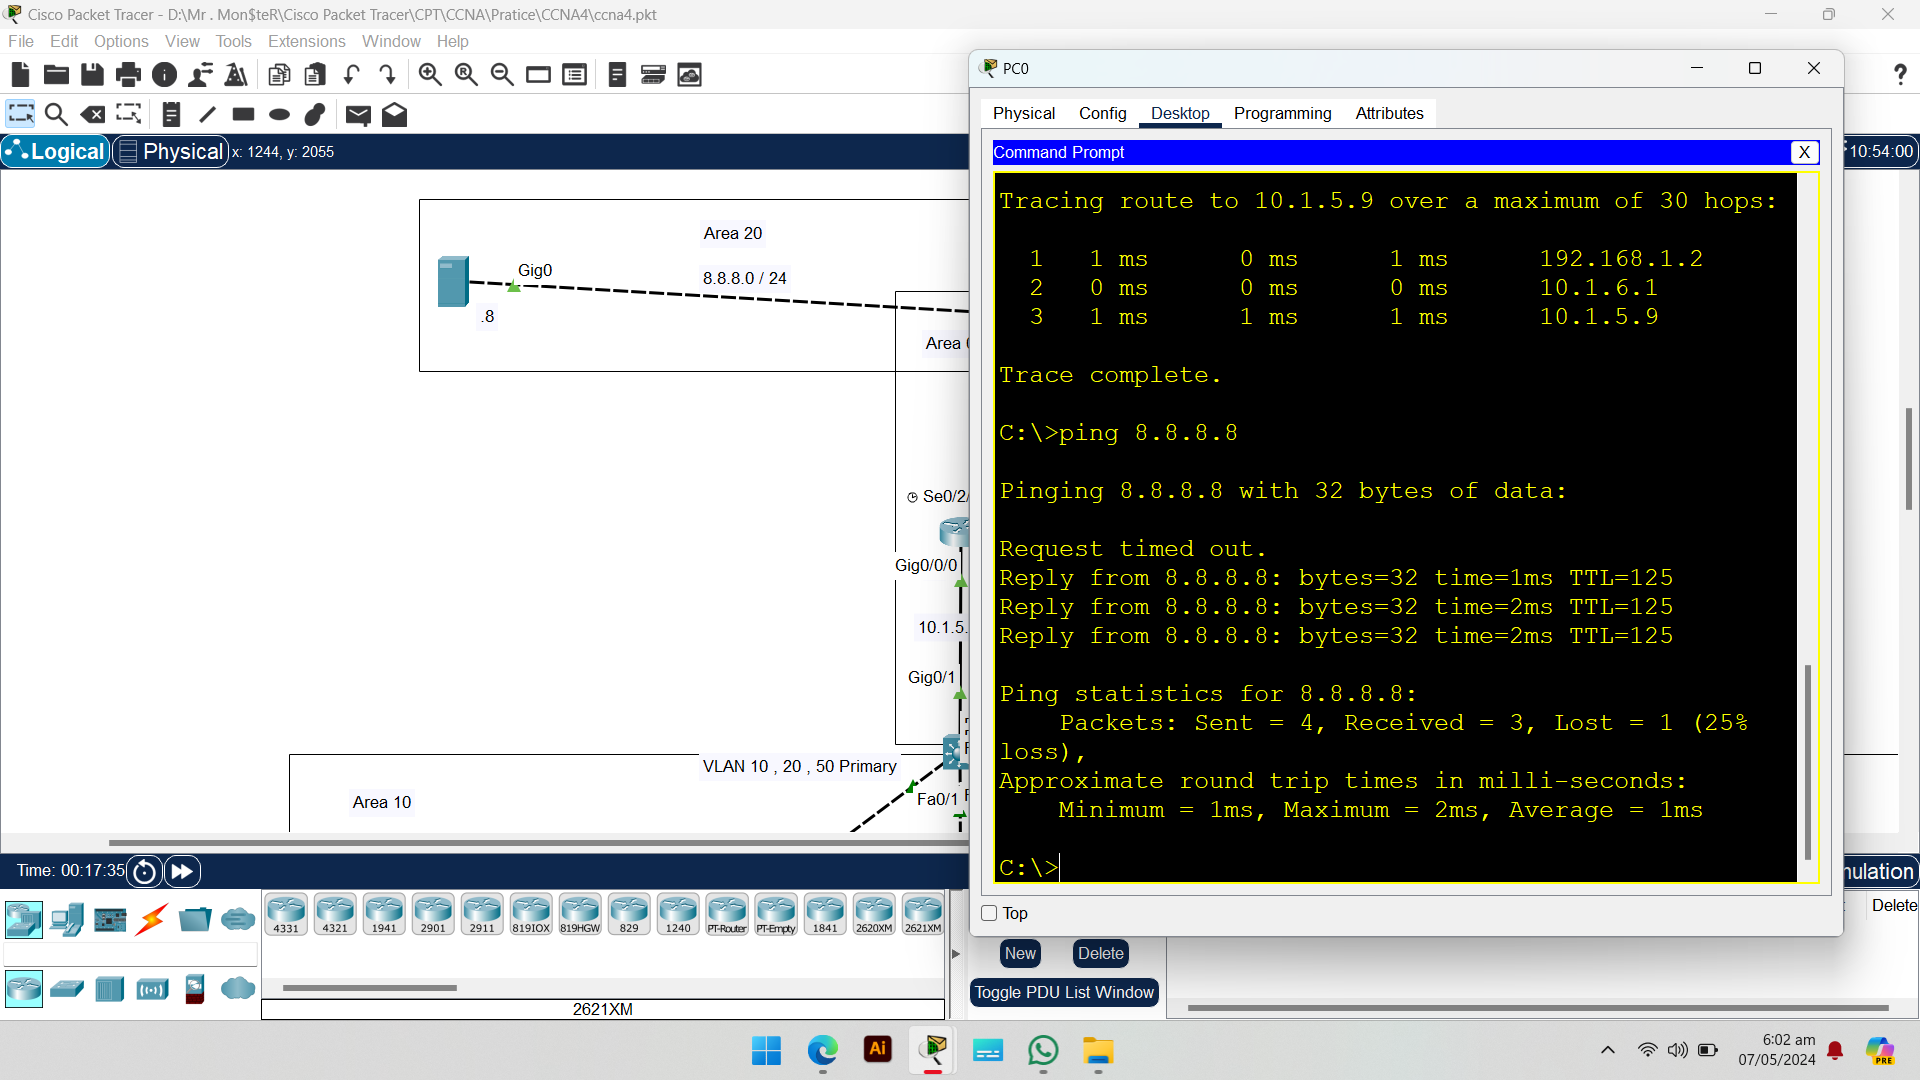 Cisco Packet Tracer - D:\Mr . Mon$teR\Cisco Packet Tracer\CPT\CCNA\Pratice\CCNA4\ccna4.pkt
File Edit Options View Tools Extensions Window Help
Logical Physical x: 1244, y: 2055
10:54:00
Area 20
Gig0
8.8.8.0 / 24
.8
Area
Se0/2/
Gig0/0/0
10.1.5.
Gig0/1
VLAN 10 , 20 , 50 Primary
Area 10
Fa0/1
PC0
Physical Config Desktop Programming Attributes
Command Prompt
X
Tracing route to 10.1.5.9 over a maximum of 30 hops:
1 1 ms 0 ms 1 ms 192.168.1.2
2 0 ms 0 ms 0 ms 10.1.6.1
3 1 ms 1 ms 1 ms 10.1.5.9
Trace complete.
C:\>ping 8.8.8.8
Pinging 8.8.8.8 with 32 bytes of data:
Request timed out.
Reply from 8.8.8.8: bytes=32 time=1ms TTL=125
Reply from 8.8.8.8: bytes=32 time=2ms TTL=125
Reply from 8.8.8.8: bytes=32 time=2ms TTL=125
Ping statistics for 8.8.8.8:
Packets: Sent = 4, Received = 3, Lost = 1 (25%
loss),
Approximate round trip times in milli-seconds:
Minimum = 1ms, Maximum = 2ms, Average = 1ms
C:\>
Top
Time: 00:17:35
nulation
Delete
4331 4321 1941 2901 2911 819IOX 819HGW 829 1240 PT-Router PT-Empty 1841 2620XM 2621XM
2621XM
New Delete
Toggle PDU List Window
Ai
6:02 am
07/05/2024
PRE